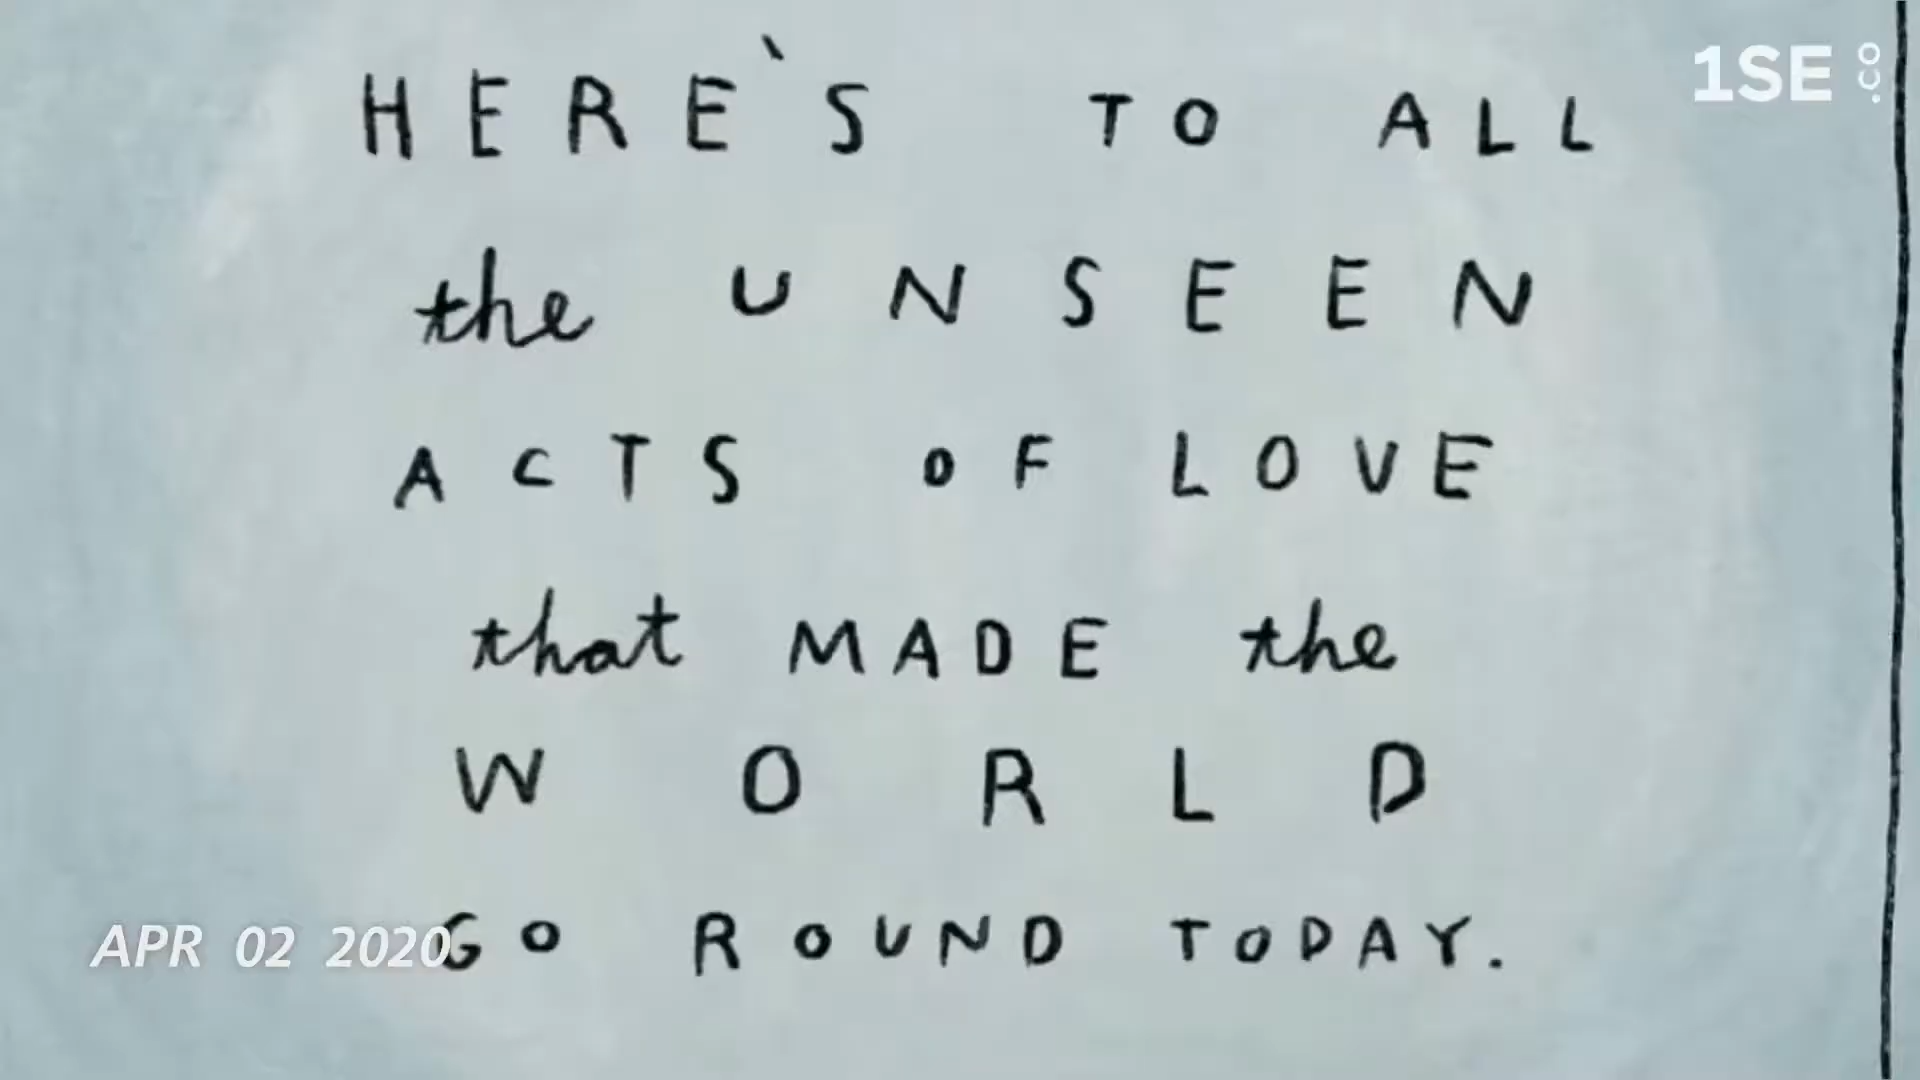 1SE .CO
HERE'S TO ALL
the UNSEEN
ACTS OF LOVE
that MADE the
WORLD
GO ROUND TODAY.
APR 02 2020